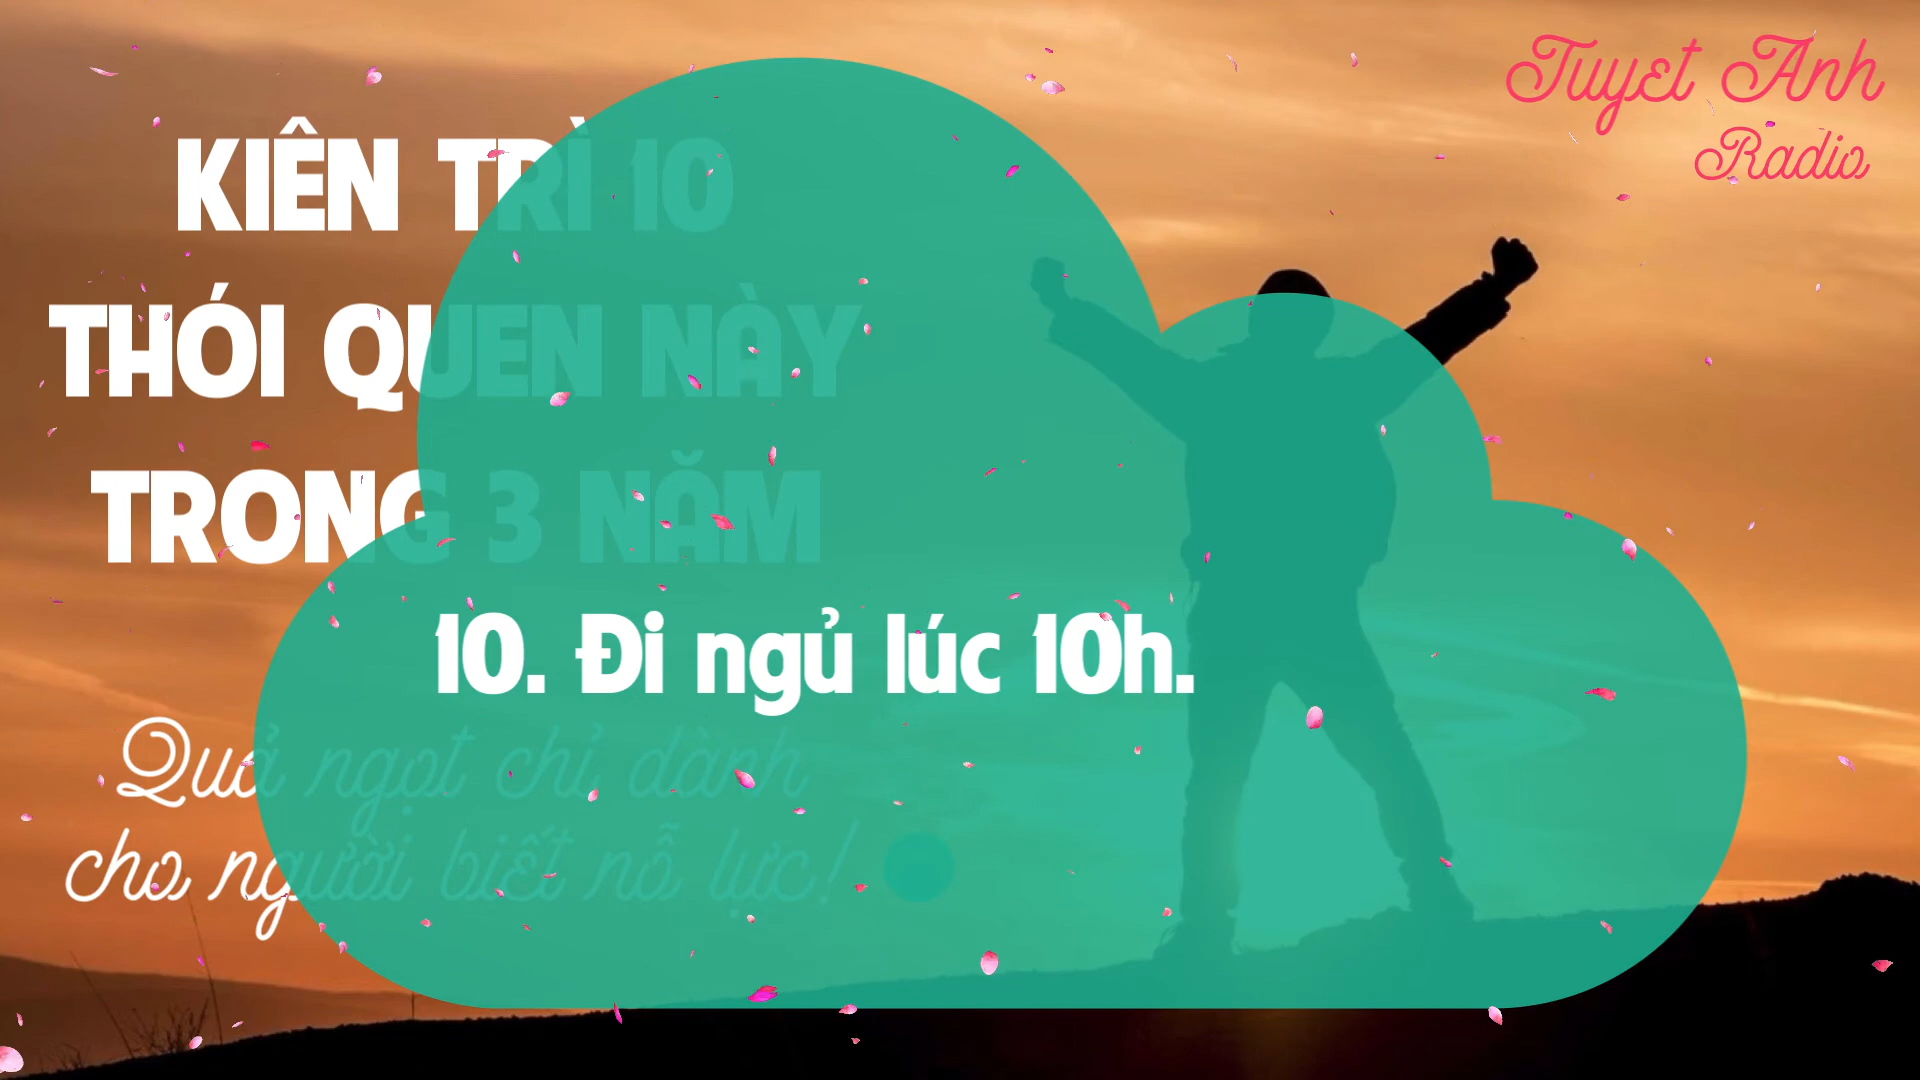 Tuyet Anh
Radio
KIÊN TRÌ 10
THÓI QUEN NÀY
TRONG 3 NĂM
10. Đi ngủ lúc 10h.
Quả ngọt chỉ dành
cho người biết nỗ lực!